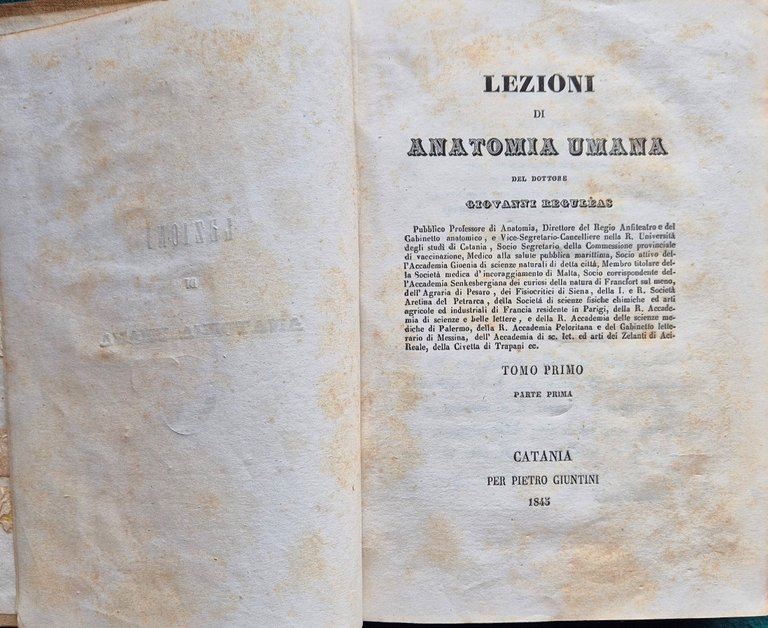 LEZIONI
DI
ANATOMIA UMANA
DEL DOTTORE
GIOVANNI REGULÈAS
Pubblico Professore di Anatomia, Direttore del Regio Anfiteatro e del
Gabinetto anatomico, e Vice-Segretario-Cancelliere nella R. Università
degli studî di Catania, Socio Segretario della Commessione provinciale
di vaccinazione, Medico alla salute pubblica marittima, Socio attivo del-
l'Accademia Gioenia di scienze naturali di detta città, Membro titolare del-
la Società medica d'incoraggiamento di Malta, Socio corrispondente del-
l'Accademia Senkesbergiana dei curiosi della natura di Francfort sul meno,
dell'Agraria di Pesaro, dei Fisiocritici di Siena, della I. e R. Società
Aretina del Petrarca, della Società di scienze fisiche chimiche ed arti
agricole ed industriali di Francia residente in Parigi, della R. Accade-
mia di scienze e belle lettere, e della R. Accademia delle scienze me-
diche di Palermo, della R. Accademia Peloritana e del Gabinetto lette-
rario di Messina, dell' Accademia di sc. let. ed arti dei Zelanti di Aci-
Reale, della Civetta di Trapani ec.
TOMO PRIMO
PARTE PRIMA
CATANIA
PER PIETRO GIUNTINI
1843